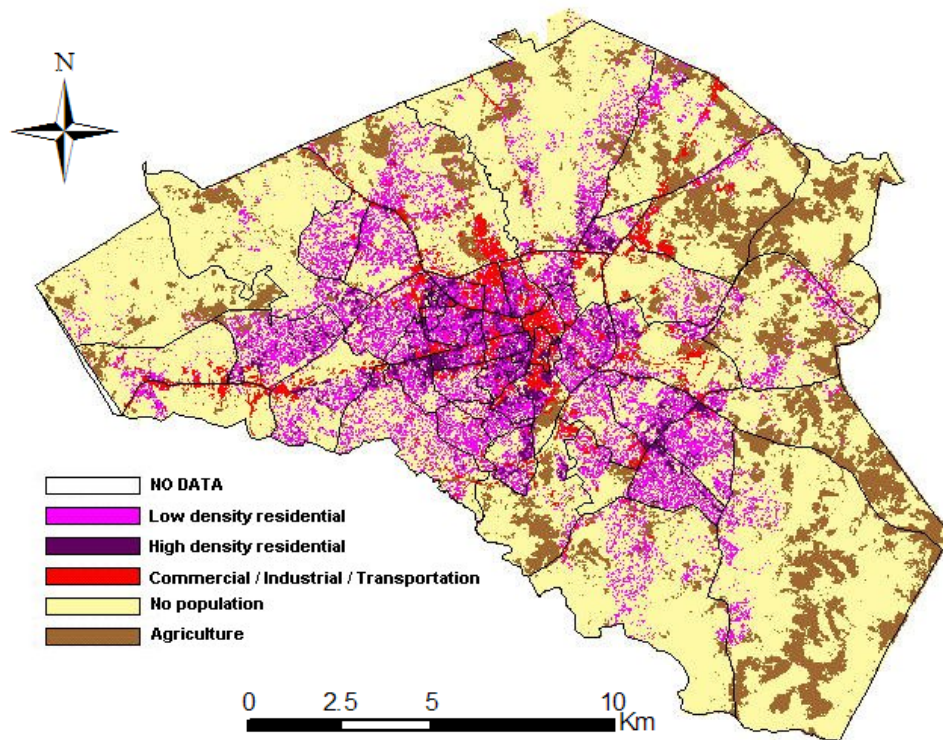 N
NO DATA
Low density residential
High density residential
Commercial / Industrial / Transportation
No population
Agriculture
0 2.5 5 10
Km